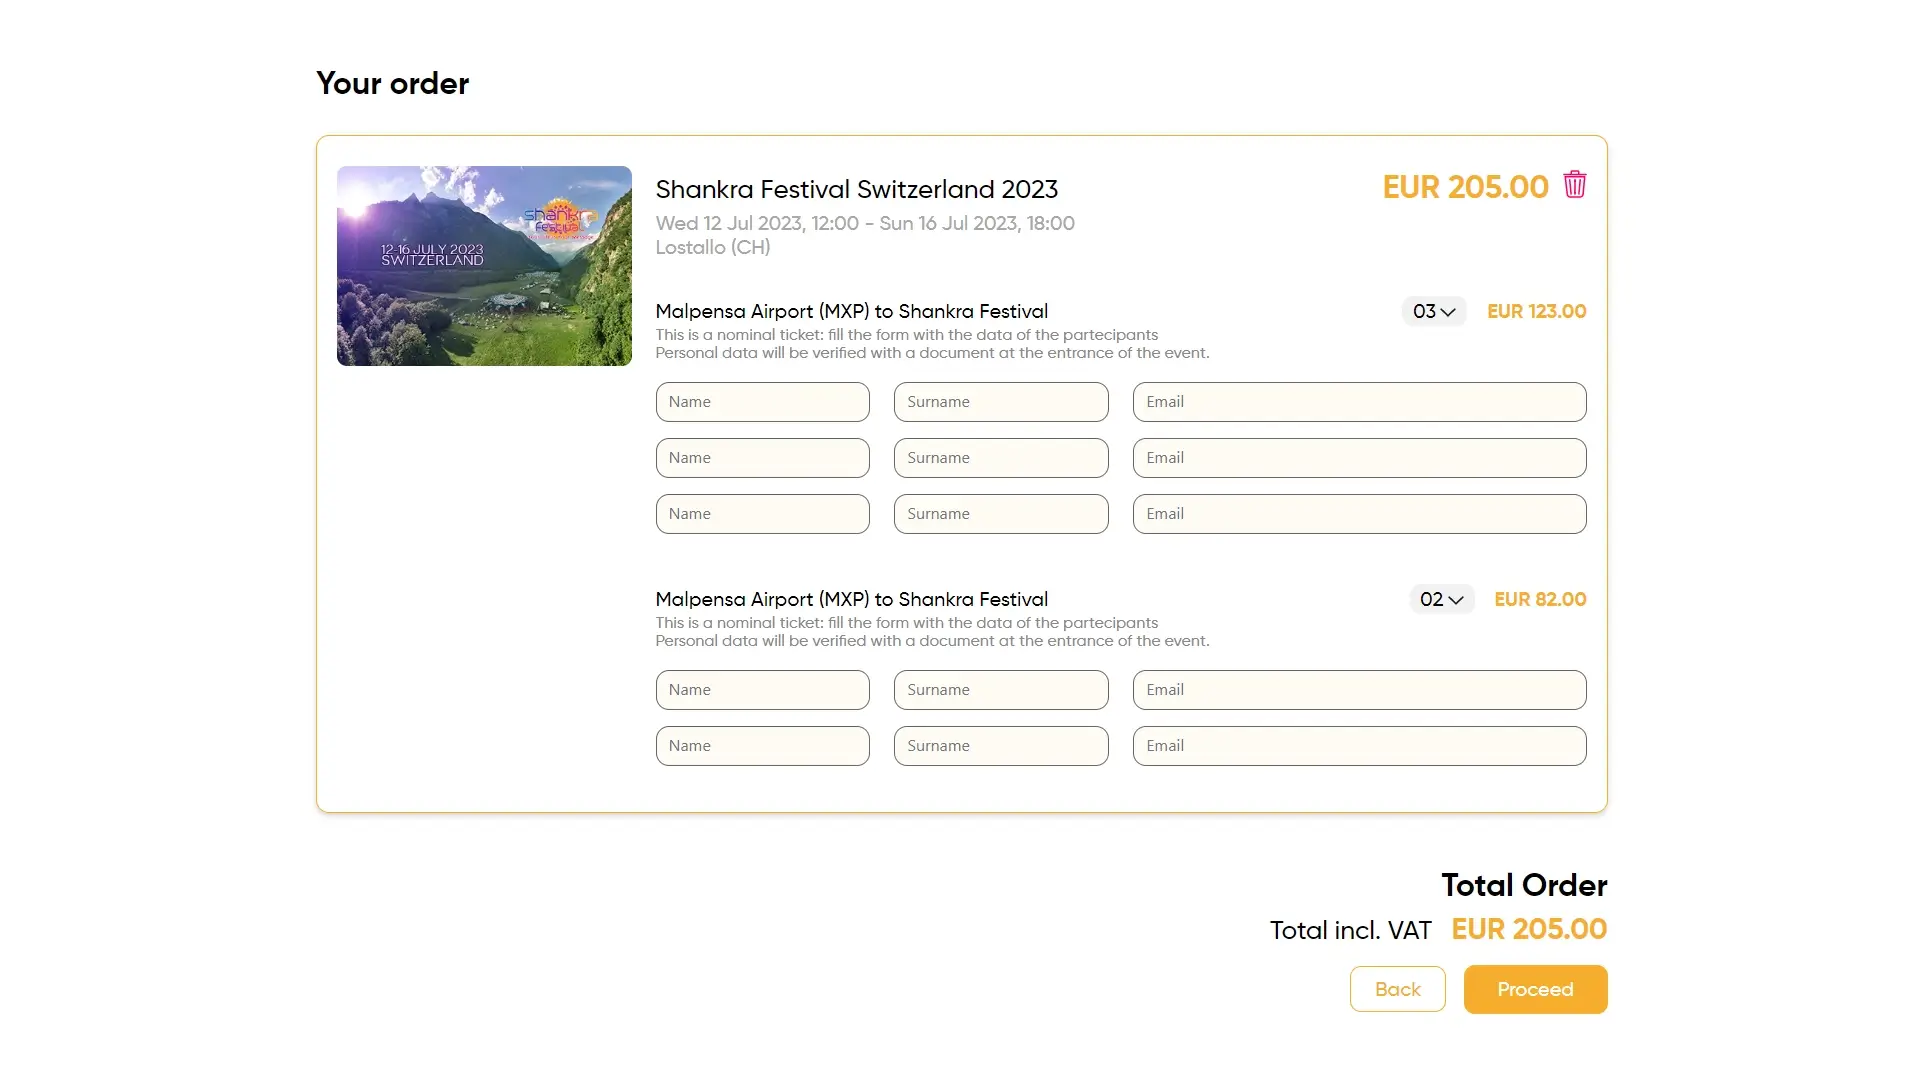 Your order
shankra
festival
12-16 JULY 2023
SWITZERLAND
Shankra Festival Switzerland 2023
EUR 205.00
Wed 12 Jul 2023, 12:00 - Sun 16 Jul 2023, 18:00
Lostallo (CH)
Malpensa Airport (MXP) to Shankra Festival
03
EUR 123.00
This is a nominal ticket: fill the form with the data of the partecipants
Personal data will be verified with a document at the entrance of the event.
Name Surname Email
Name Surname Email
Name Surname Email
Malpensa Airport (MXP) to Shankra Festival
02
EUR 82.00
This is a nominal ticket: fill the form with the data of the partecipants
Personal data will be verified with a document at the entrance of the event.
Name Surname Email
Name Surname Email
Total Order
Total incl. VAT EUR 205.00
Back
Proceed